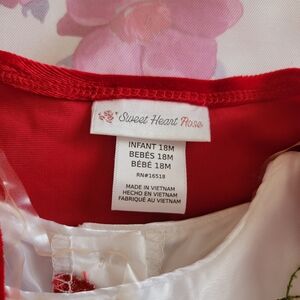 Sweet Heart Rose
INFANT 18M
BEBÉS 18M
BÉBÉ 18M
RN#16518
MADE IN VIETNAM
HECHO EN VIETNAM
FABRIQUÉ AU VIETNAM